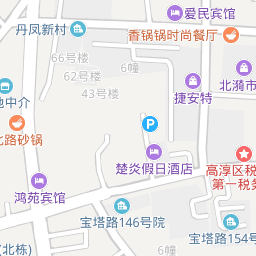 爱民宾馆
丹凤新村
香锅锅时尚餐厅
66号楼
6幢
62号楼
北漪市
43号楼
捷安特
地中介
P
北路砂锅
楚炎假日酒店
高淳区税
第一税务
鸿苑宾馆
宝塔路146号院
宝塔路154号
6幢
(北栋)